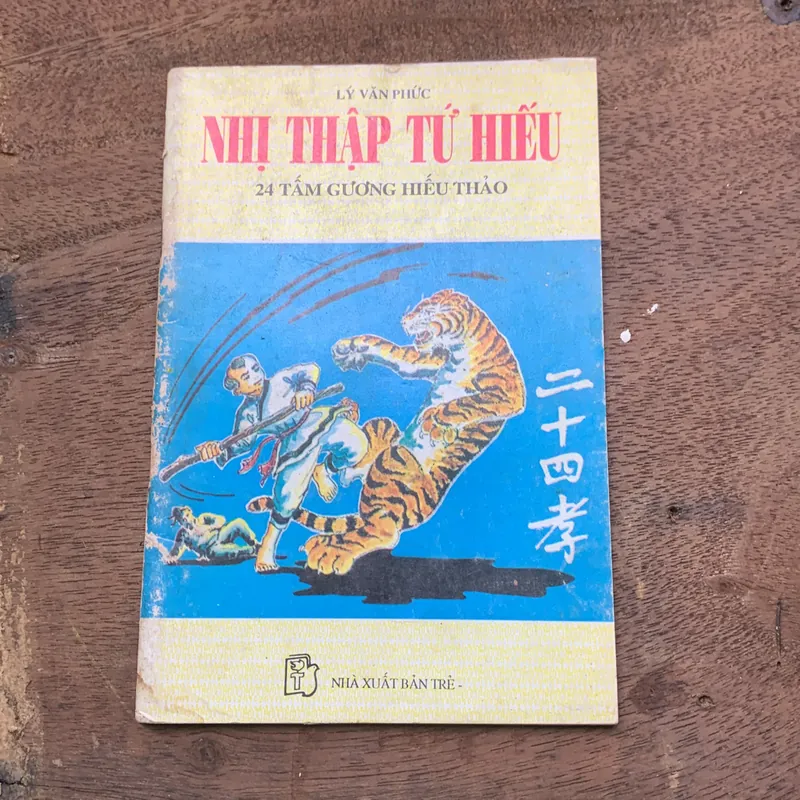 LÝ VĂN PHỨC
NHỊ THẬP TỨ HIẾU
24 TẤM GƯƠNG HIẾU THẢO
二十四孝
T
NHÀ XUẤT BẢN TRẺ -